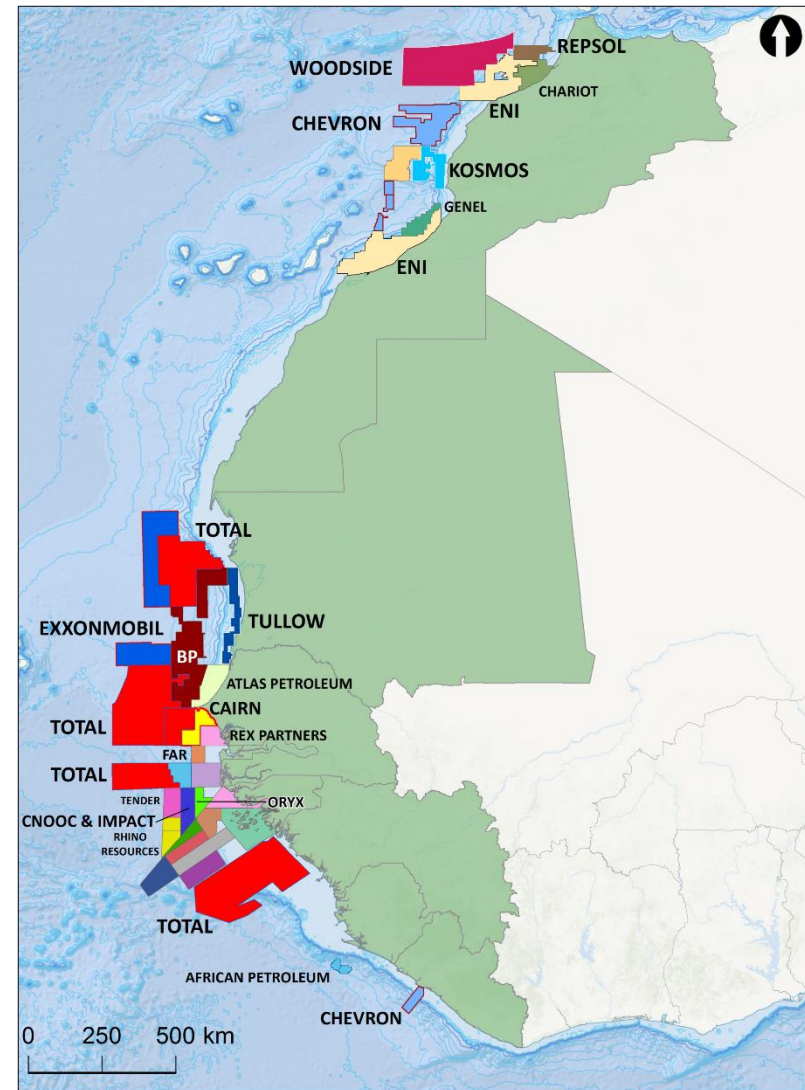 WOODSIDE
REPSOL
CHARIOT
ENI
CHEVRON
KOSMOS
GENEL
ENI
TOTAL
EXXONMOBIL
TULLOW
BP
ATLAS PETROLEUM
CAIRN
TOTAL
REX PARTNERS
FAR
TOTAL
TENDER
ORYX
CNOOC & IMPACT
RHINO
RESOURCES
TOTAL
AFRICAN PETROLEUM
CHEVRON
0 250 500 km